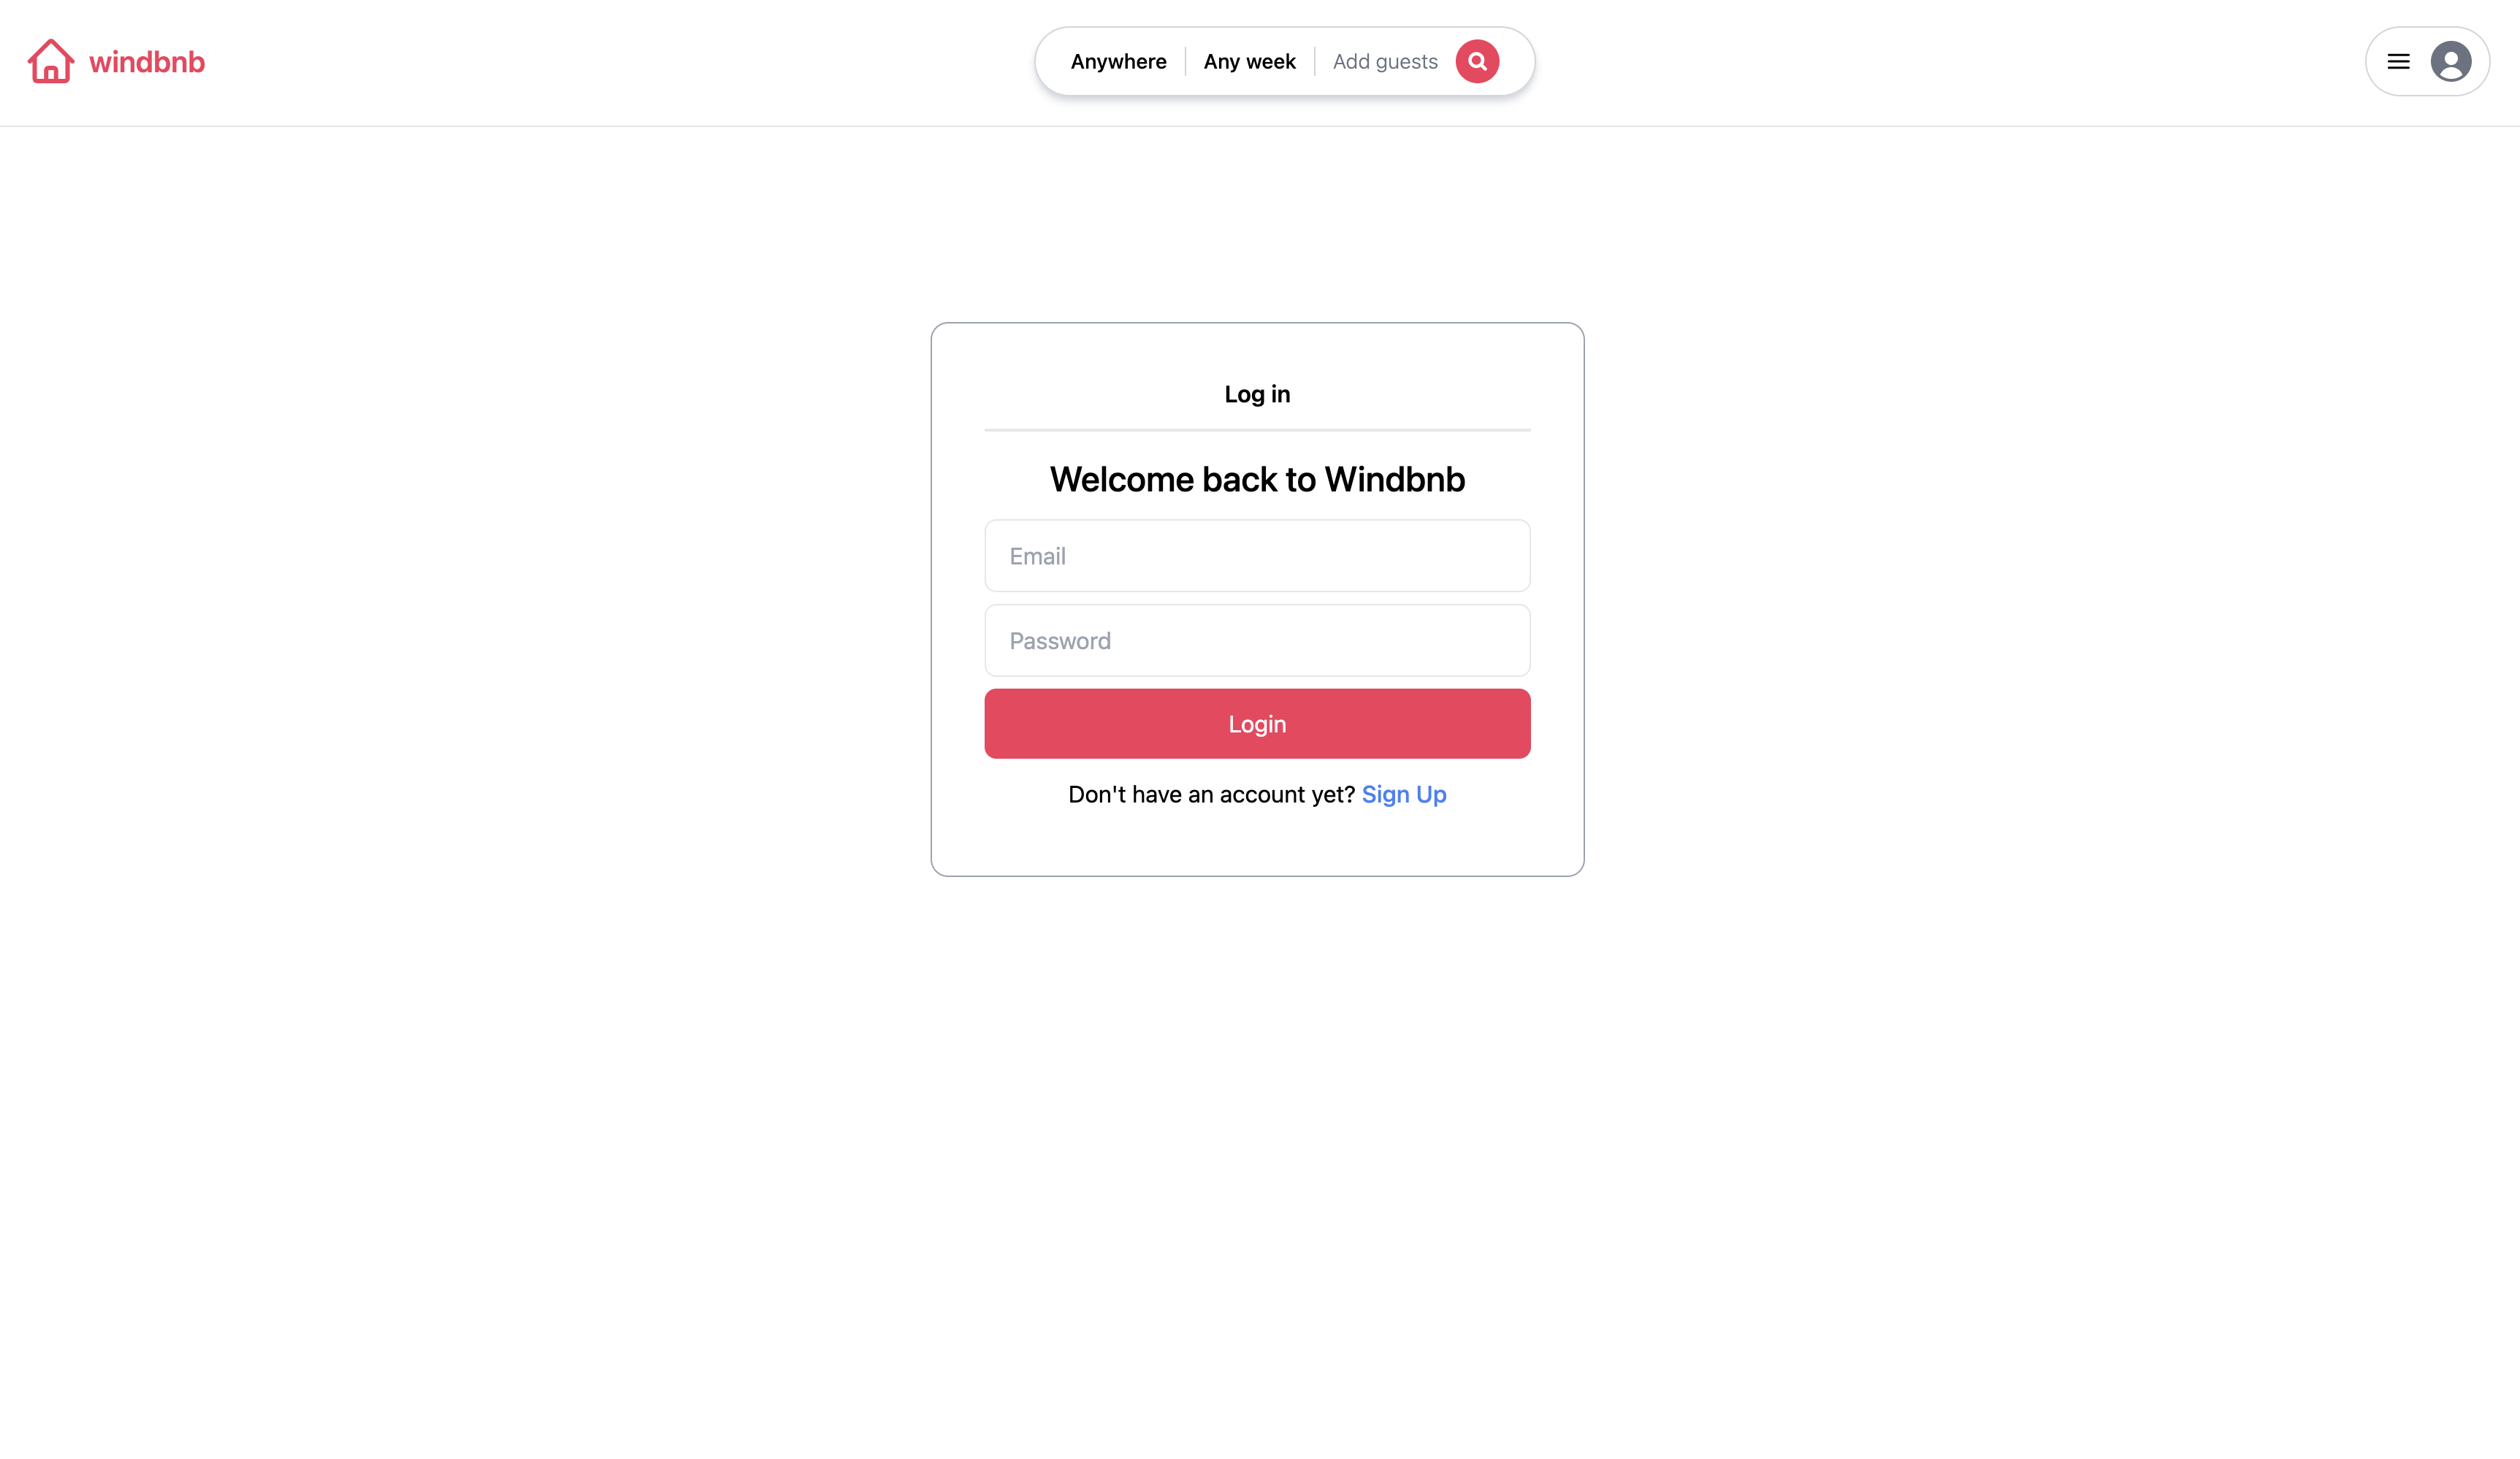 windbnb
Anywhere Any week Add guests
Log in
Welcome back to Windbnb
Email
Password
Login
Don't have an account yet? Sign Up